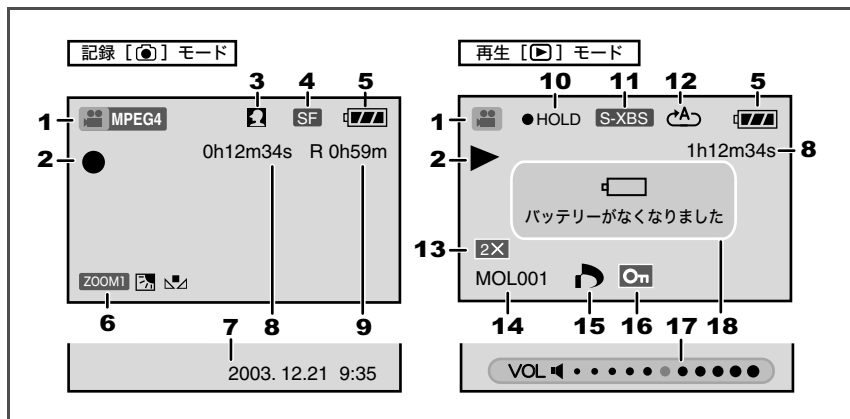 記録 [ ] モード
3 4 5
1 MPEG4 SF
2 0h12m34s R 0h59m
ZOOM1
6 7 8 9
2003. 12.21 9:35
再生 [ ] モード
10 11 12 5
1 ●HOLD S-XBS A
2 1h12m34s 8
バッテリーがなくなりました
13 2X
MOL001 On
14 15 16 17 18
VOL